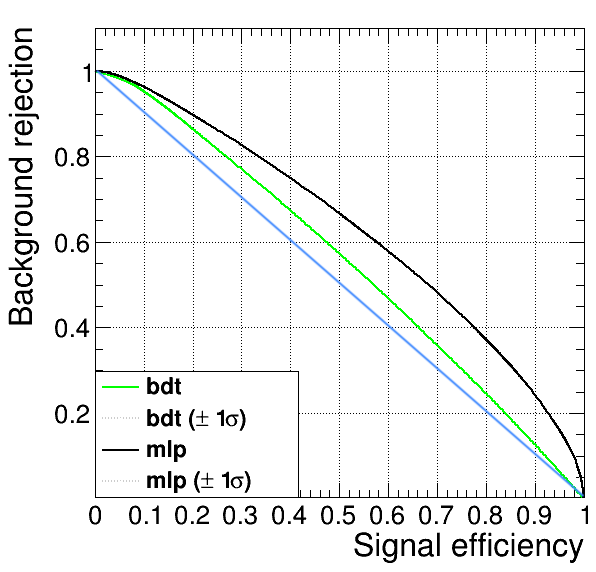 Background rejection
1
0.8
0.6
0.4
0.2
bdt
bdt (± 1σ)
mlp
mlp (± 1σ)
0 0.1 0.2 0.3 0.4 0.5 0.6 0.7 0.8 0.9 1
Signal efficiency